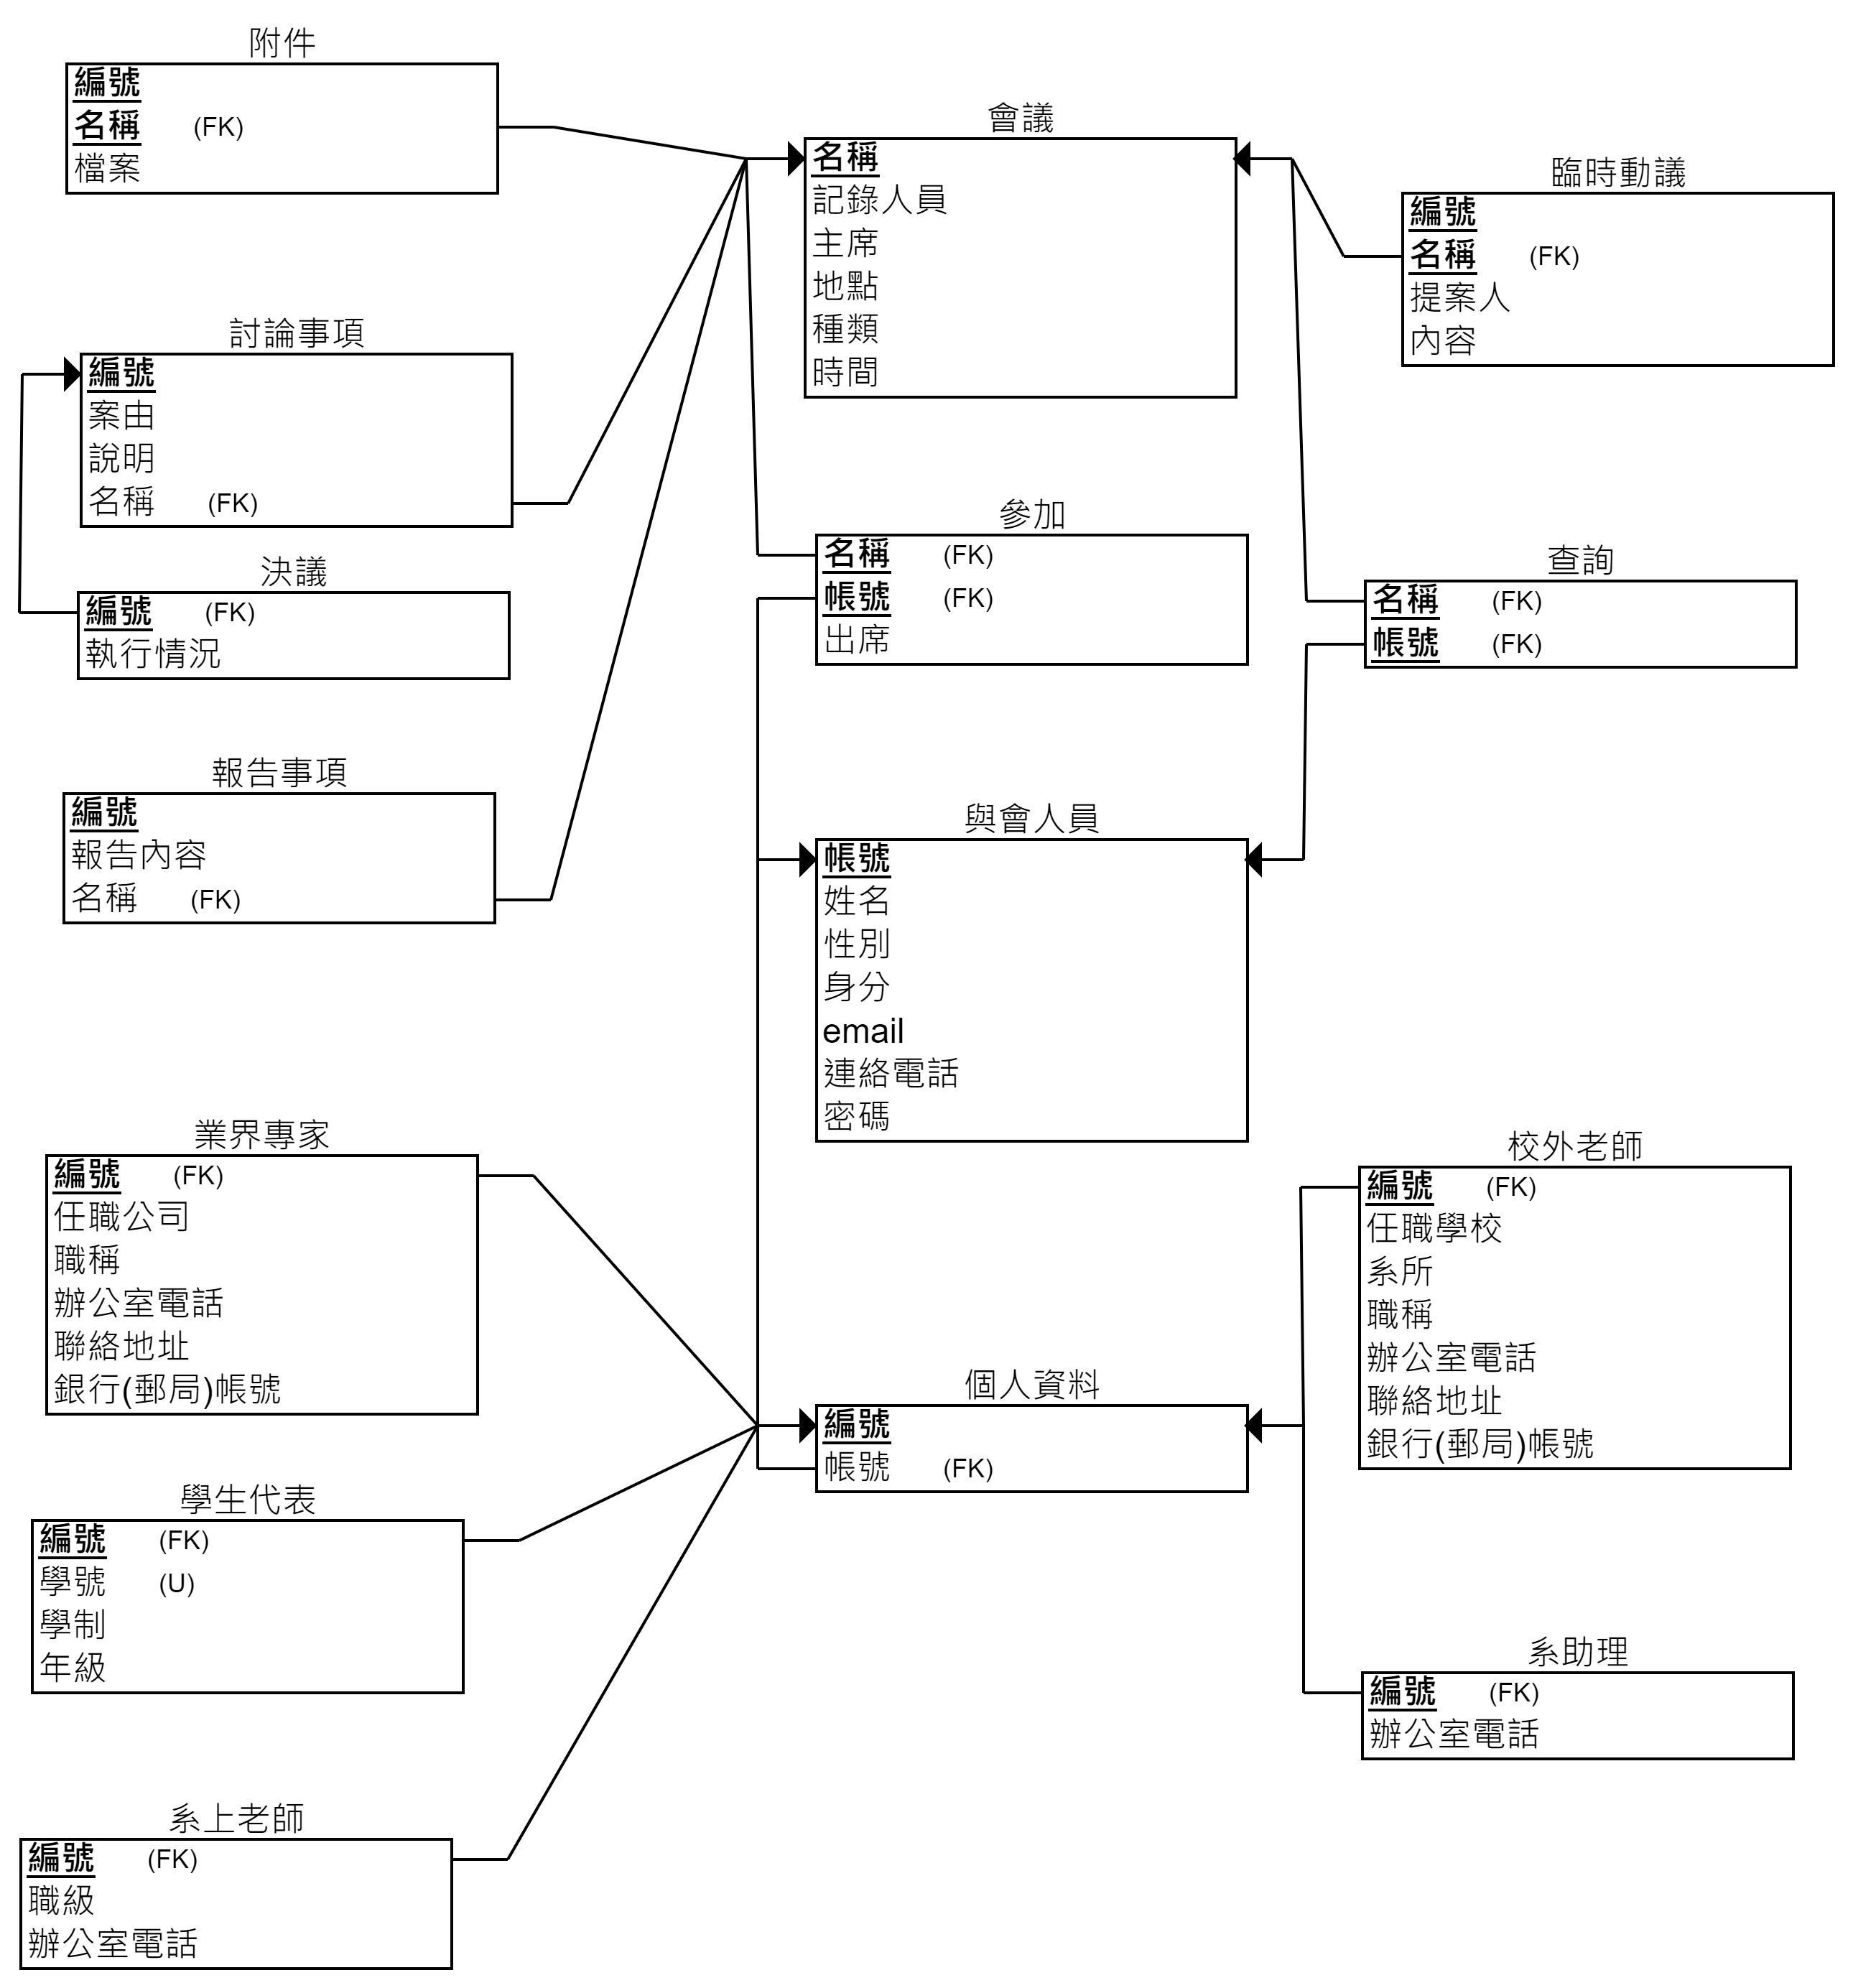 附件
編號
名稱 (FK)
檔案
討論事項
編號
案由
說明
名稱 (FK)
決議
編號 (FK)
執行情況
報告事項
編號
報告內容
名稱 (FK)
業界專家
編號 (FK)
任職公司
職稱
辦公室電話
聯絡地址
銀行(郵局)帳號
學生代表
編號 (FK)
學號 (U)
學制
年級
系上老師
編號 (FK)
職級
辦公室電話
會議
名稱
記錄人員
主席
地點
種類
時間
參加
名稱 (FK)
帳號 (FK)
出席
與會人員
帳號
姓名
性別
身分
email
連絡電話
密碼
個人資料
編號
帳號 (FK)
臨時動議
編號
名稱 (FK)
提案人
內容
查詢
名稱 (FK)
帳號 (FK)
校外老師
編號 (FK)
任職學校
系所
職稱
辦公室電話
聯絡地址
銀行(郵局)帳號
系助理
編號 (FK)
辦公室電話